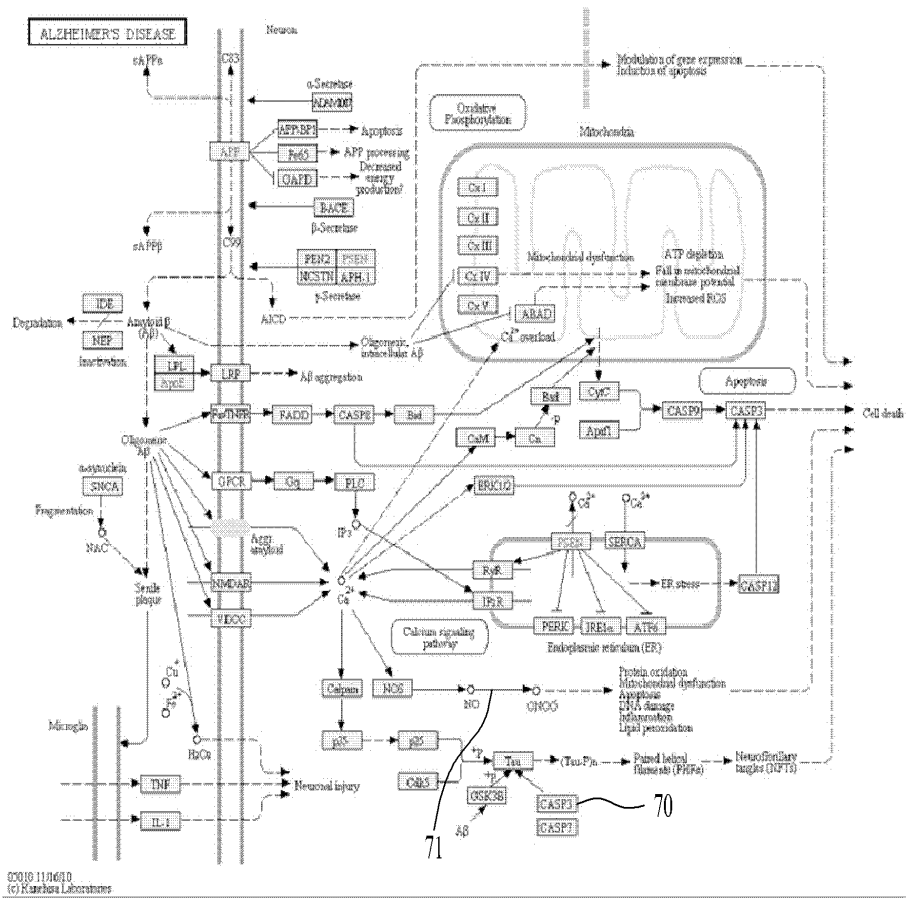 ALZHEIMER'S DISEASE
Neuron
sAPPα
C83
α-Secretase
ADAM10/17
Modulation of gene expression
Induction of apoptosis
Oxidative
Phosphorylation
Mitochondria
APP
APP-BP1
Apoptosis
Fe65
APP processing
GAPD
Decreased
energy
production?
BACE
β-Secretase
sAPPβ
C99
PEN2
PSEN
NCSTN
APH-1
γ-Secretase
AICD
Cx I
Cx II
Cx III
Cx IV
Cx V
Mitochondrial dysfunction
ATP depletion
Fall in mitochondrial
membrane potential
Increased ROS
ABAD
Ca2+ overload
IDE
Degradation
NEP
Inactivation
Amyloid β
(Aβ)
Oligomeric
intracellular Aβ
LPL
ApoE
LRP
Aβ aggregation
Apoptosis
Cell death
Fas/TNFR
FADD
CASP8
Bid
Bad
CytC
Apaf1
CASP9
CASP3
CaM
Cn
-P
Oligomeric
Aβ
α-synuclein
SNCA
Fragmentation
NAC
GPCR
Gq
PLC
ERK1/2
IP3
Aggr.
amyloid
Ca2+
Ca2+
PSEN
SERCA
RyR
IP3R
ER stress
CASP12
PERK
IRE1α
ATF6
Endoplasmic reticulum (ER)
Senile
plaque
NMDAR
VDCC
Ca2+
Calcium signaling
pathway
Cu+
Fe2+
H2O2
Calpain
NOS
NO
ONOO-
Protein oxidation
Mitochondrial dysfunction
Apoptosis
DNA damage
Inflammation
Lipid peroxidation
Microglia
p35
p25
Cdk5
+P
Tau
(Tau-P)n
Paired helical
filaments (PHFs)
Neurofibrillary
tangles (NFTs)
+P
GSK3B
Aβ
CASP3
CASP7
70
71
TNF
IL-1
Neuronal injury
05010 11/16/10
(c) Kanehisa Laboratories